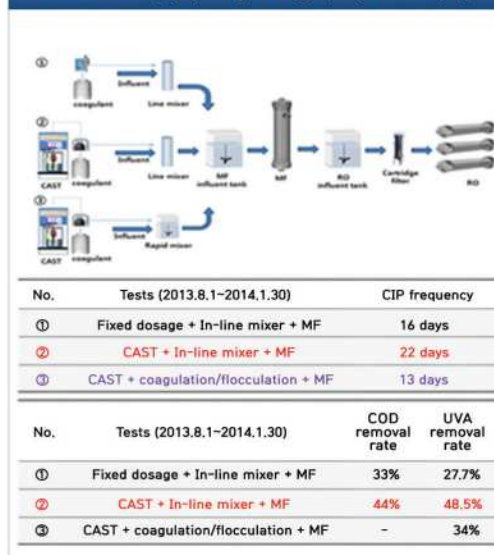 ①
coagulant
Influent
Line mixer
②
CAST
coagulant
Influent
Line mixer
MF
influent tank
MF
RO
influent tank
Cartridge
filter
RO
③
CAST
coagulant
Influent
Rapid mixer
No. Tests (2013.8.1~2014.1.30) CIP frequency
① Fixed dosage + In-line mixer + MF 16 days
② CAST + In-line mixer + MF 22 days
③ CAST + coagulation/flocculation + MF 13 days
No. Tests (2013.8.1~2014.1.30) COD removal rate UVA removal rate
① Fixed dosage + In-line mixer + MF 33% 27.7%
② CAST + In-line mixer + MF 44% 48.5%
③ CAST + coagulation/flocculation + MF - 34%